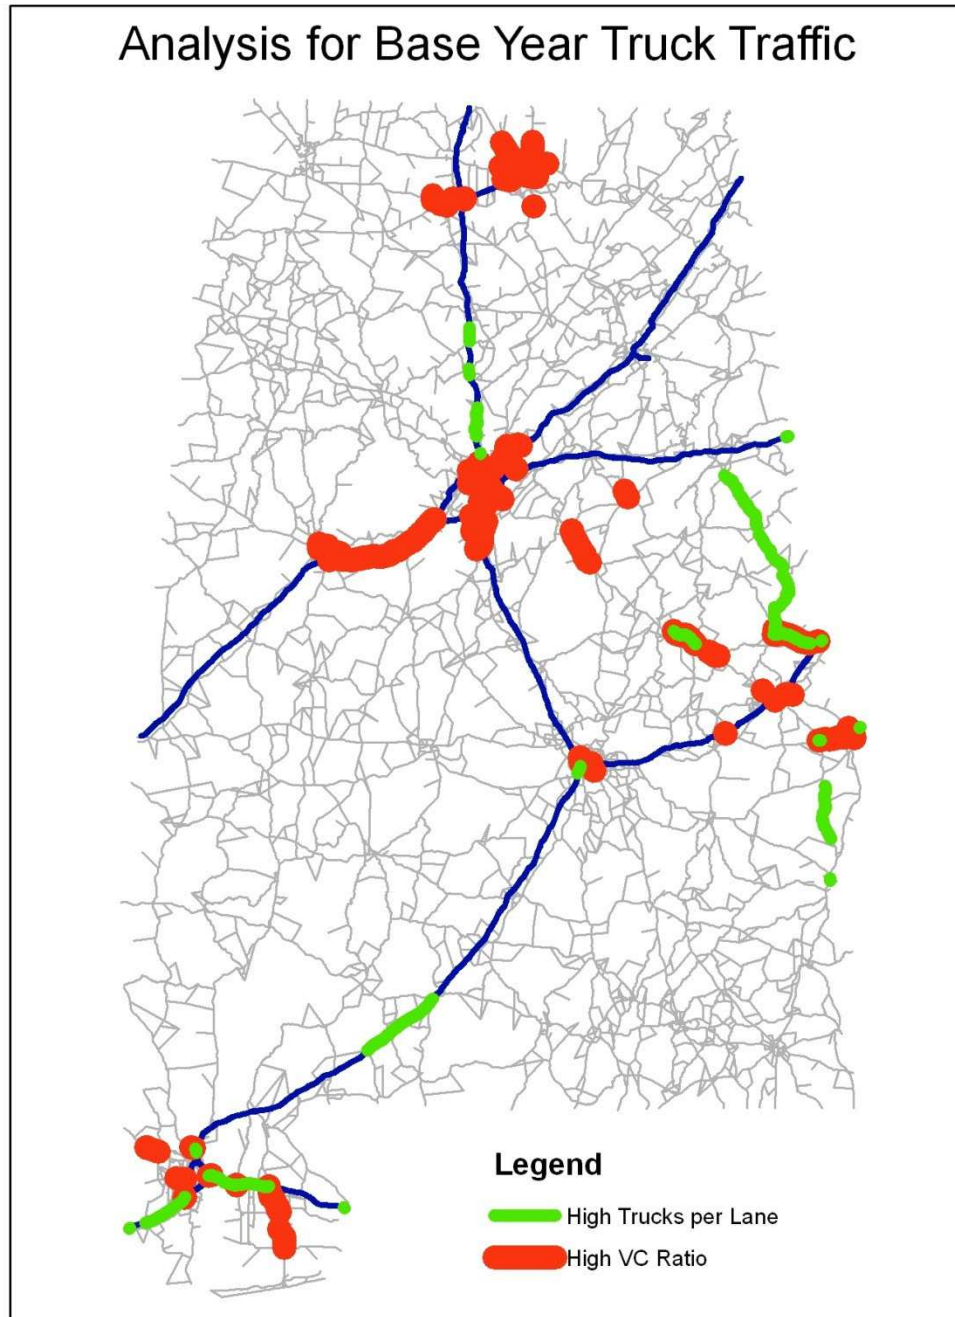 Analysis for Base Year Truck Traffic
Legend
High Trucks per Lane
High VC Ratio